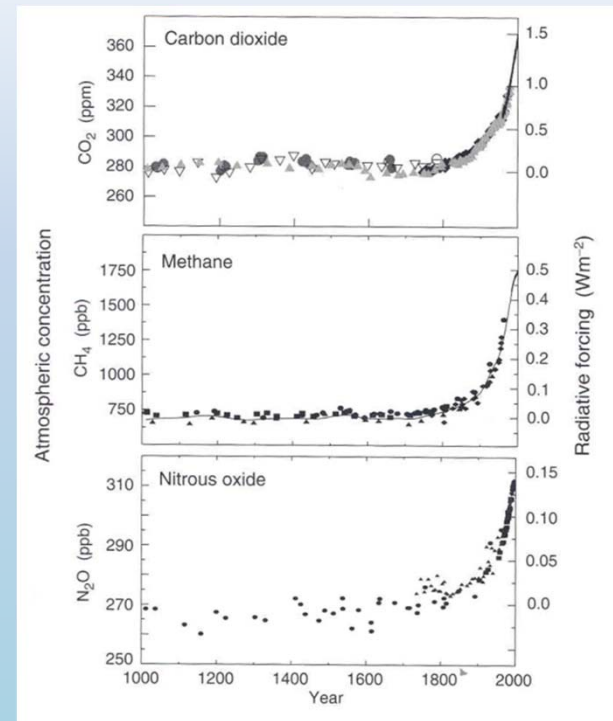 Atmospheric concentration
Radiative forcing (Wm⁻²)
Carbon dioxide
CO₂ (ppm)
360
340
320
300
280
260
1.5
1.0
0.5
0.0
Methane
CH₄ (ppb)
1750
1500
1250
1000
750
0.5
0.4
0.3
0.2
0.1
0.0
Nitrous oxide
N₂O (ppb)
310
290
270
250
0.15
0.10
0.05
0.0
1000 1200 1400 1600 1800 2000
Year